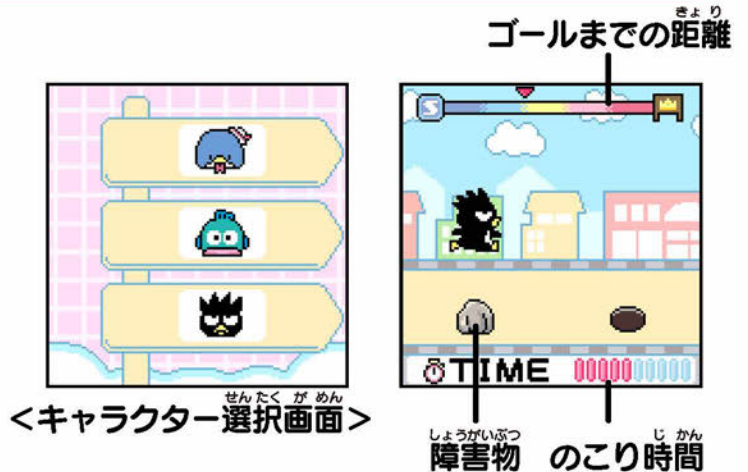 ゴールまでの距離
きょり
S
TIME
<キャラクター選択画面>
せんたくがめん
障害物
しょうがいぶつ
のこり時間
じかん